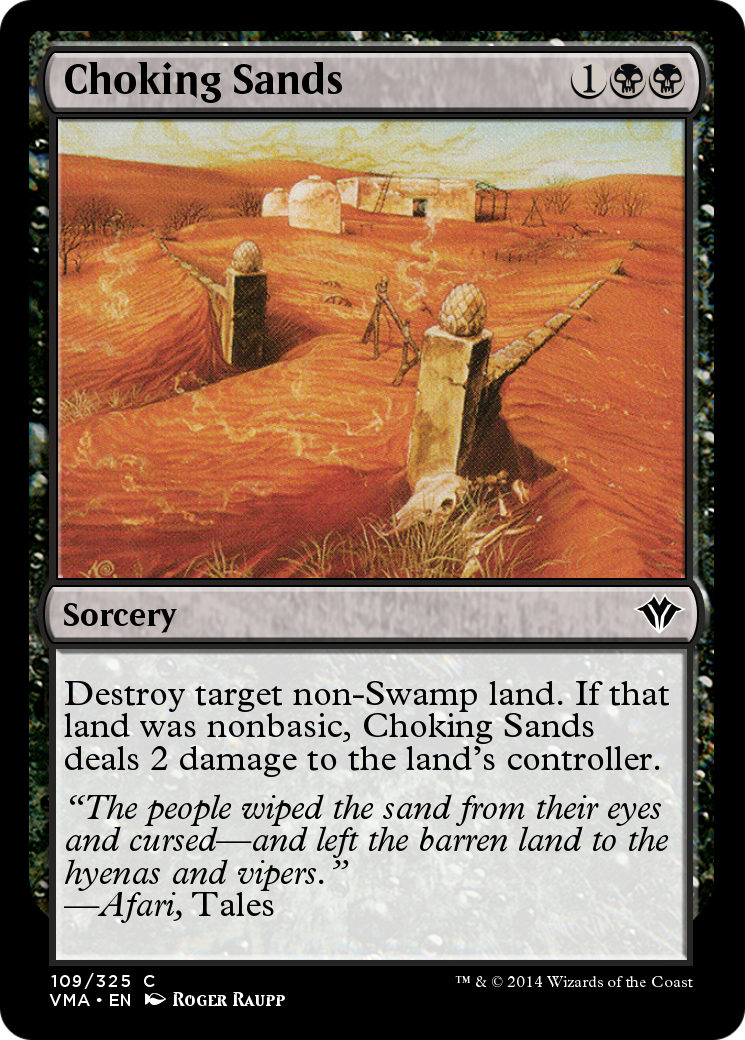 Choking Sands 1
Sorcery
Destroy target non-Swamp land. If that
land was nonbasic, Choking Sands
deals 2 damage to the land's controller.
"The people wiped the sand from their eyes
and cursed—and left the barren land to the
hyenas and vipers."
—Afari, Tales
109/325 C
VMA • EN Roger Raupp
™ & © 2014 Wizards of the Coast